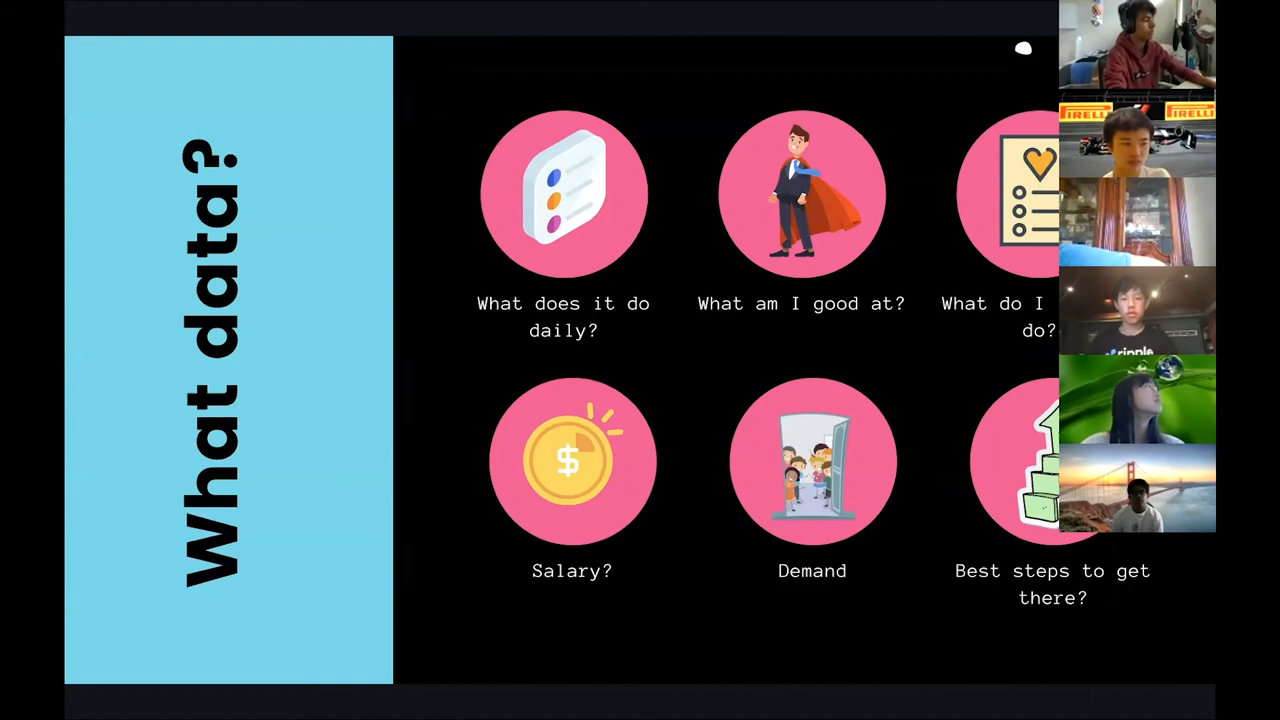 What data?
What does it do
daily?
What am I good at?
What do I
do?
$
Salary?
Demand
Best steps to get
there?
PIRELLI
IRELLI
ripple